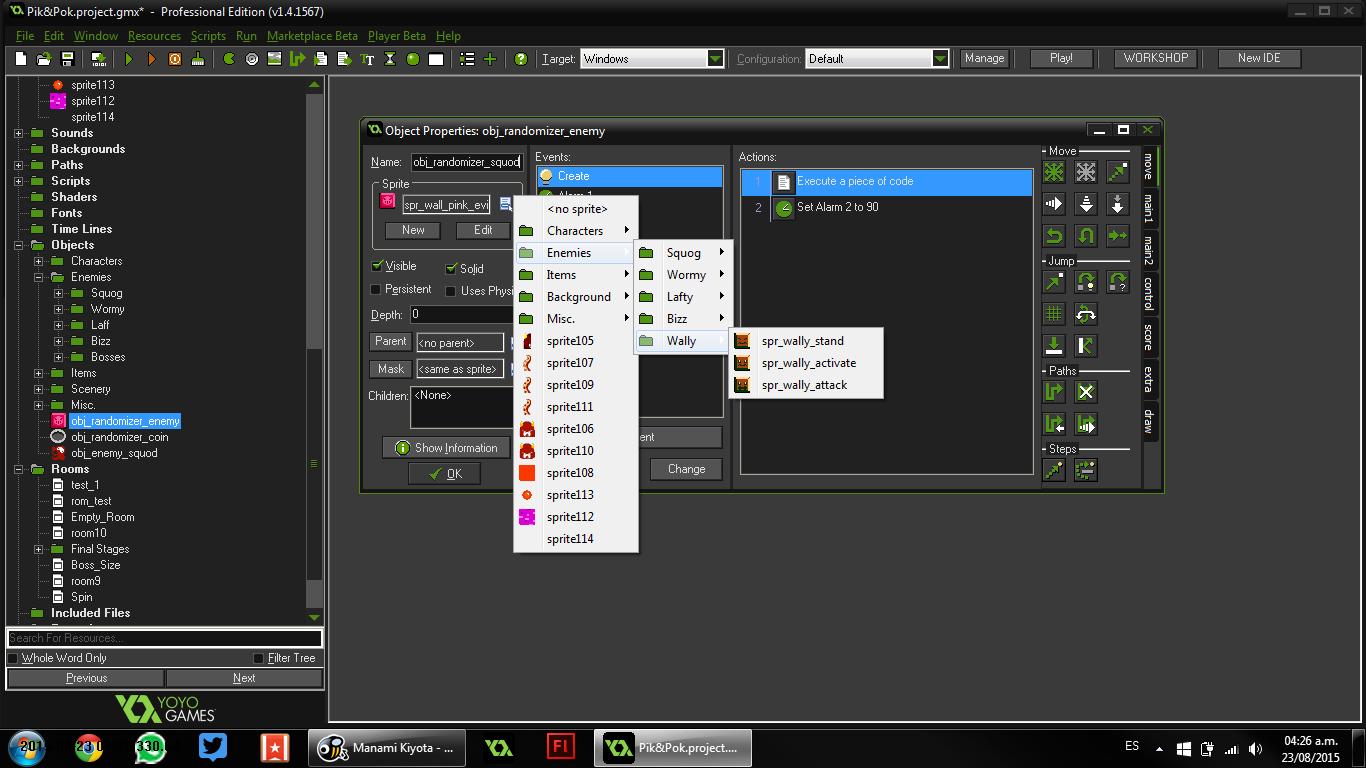 Pik&Pok.project.gmx* - Professional Edition (v1.4.1567)
File Edit Window Resources Scripts Run Marketplace Beta Player Beta Help
Target: Windows Configuration: Default Manage Play! WORKSHOP New IDE
sprite113
sprite112
sprite114
Sounds
Backgrounds
Paths
Scripts
Shaders
Fonts
Time Lines
Objects
Characters
Enemies
Squog
Wormy
Laff
Bizz
Bosses
Items
Scenery
Misc.
obj_randomizer_enemy
obj_randomizer_coin
obj_enemy_squod
Rooms
test_1
rom_test
Empty_Room
room10
Final Stages
Boss_Size
room9
Spin
Included Files
Search For Resources...
Whole Word Only Filter Tree
Previous Next
YOYO
GAMES
Object Properties: obj_randomizer_enemy
Name: obj_randomizer_squod
Sprite
spr_wall_pink_evi
New Edit
Visible Solid
Persistent Uses Physi
Depth: 0
Parent <no parent>
Mask <same as sprite>
Children: <None>
Show Information
OK
Events:
Create
Change
Actions:
1 Execute a piece of code
2 Set Alarm 2 to 90
<no sprite>
Characters
Enemies
Items
Background
Misc.
sprite105
sprite107
sprite109
sprite111
sprite106
sprite110
sprite108
sprite113
sprite112
sprite114
Squog
Wormy
Lafty
Bizz
Wally
spr_wally_stand
spr_wally_activate
spr_wally_attack
Move
Jump
Paths
Steps
move
main1
main2
control
score
extra
draw
Manami Kiyota - ...
Fl
Pik&Pok.project....
ES
04:26 a.m.
23/08/2015